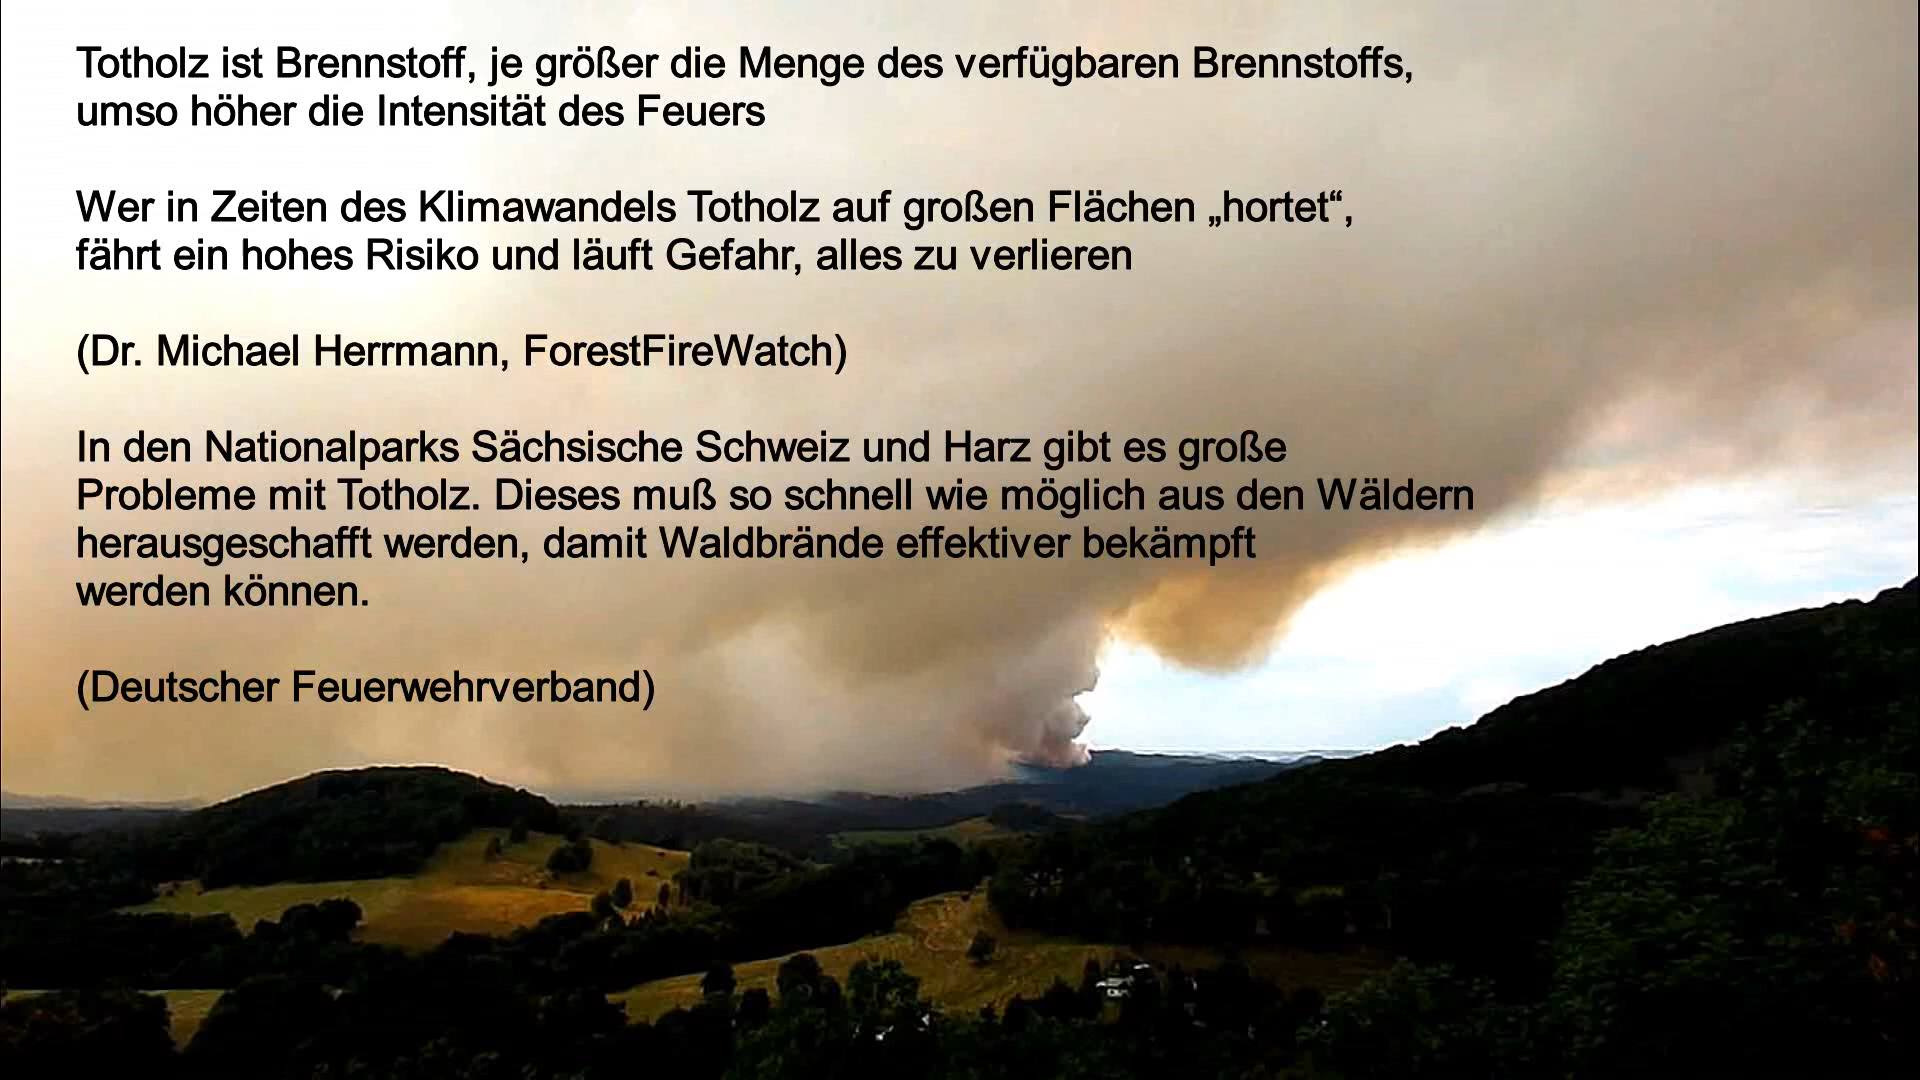 Totholz ist Brennstoff, je größer die Menge des verfügbaren Brennstoffs,
umso höher die Intensität des Feuers
Wer in Zeiten des Klimawandels Totholz auf großen Flächen „hortet“,
fährt ein hohes Risiko und läuft Gefahr, alles zu verlieren
(Dr. Michael Herrmann, ForestFireWatch)
In den Nationalparks Sächsische Schweiz und Harz gibt es große
Probleme mit Totholz. Dieses muß so schnell wie möglich aus den Wäldern
herausgeschafft werden, damit Waldbrände effektiver bekämpft
werden können.
(Deutscher Feuerwehrverband)